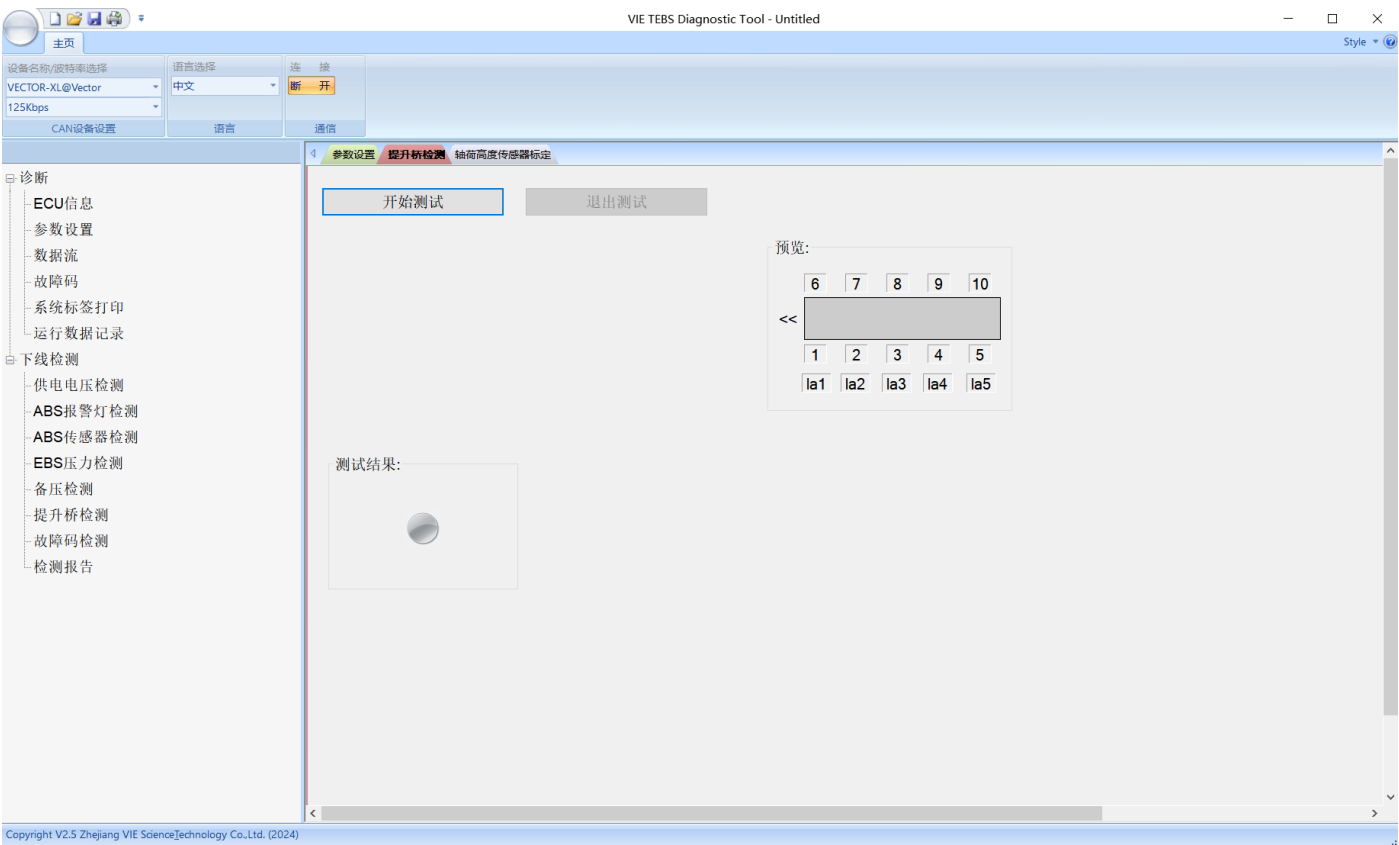 VIE TEBS Diagnostic Tool - Untitled
主页
Style
设备名称/波特率选择
VECTOR-XL@Vector
125Kbps
CAN设备设置
语言选择
中文
语言
连 接
断 开
通信
参数设置 提升桥检测 轴荷高度传感器标定
诊断
ECU信息
参数设置
数据流
故障码
系统标签打印
运行数据记录
下线检测
供电电压检测
ABS报警灯检测
ABS传感器检测
EBS压力检测
备压检测
提升桥检测
故障码检测
检测报告
开始测试 退出测试
预览:
6 7 8 9 10
<<
1 2 3 4 5
la1 la2 la3 la4 la5
测试结果:
Copyright V2.5 Zhejiang VIE ScienceTechnology Co.,Ltd. (2024)